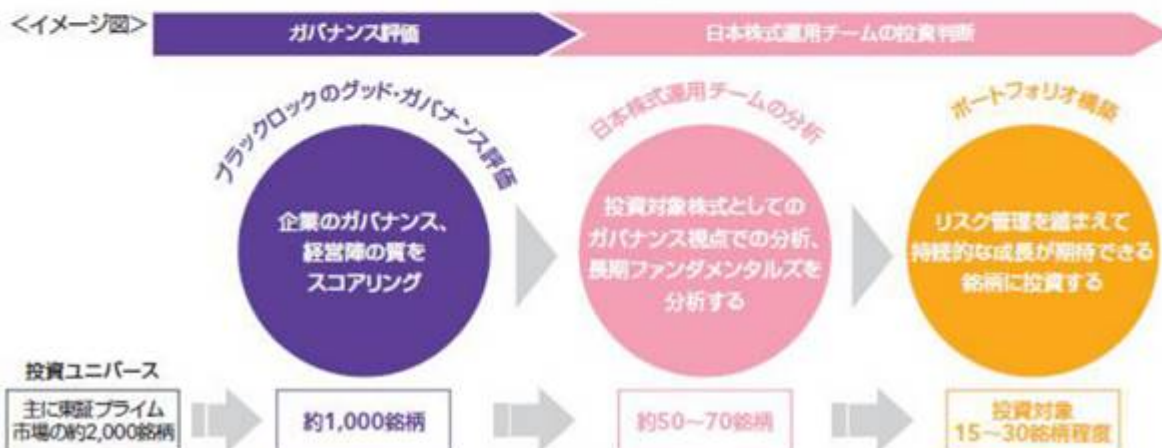 <イメージ図>
ガバナンス評価
日本株式運用チームの投資判断
ブラックロックのグッド・ガバナンス評価
日本株式運用チームの分析
ポートフォリオ構築
企業のガバナンス、
経営陣の質を
スコアリング
投資対象株式としての
ガバナンス視点での分析、
長期ファンダメンタルズを
分析する
リスク管理を踏まえて
持続的な成長が期待できる
銘柄に投資する
投資ユニバース
主に東証プライム
市場の約2,000銘柄
約1,000銘柄
約50～70銘柄
投資対象
15～30銘柄程度